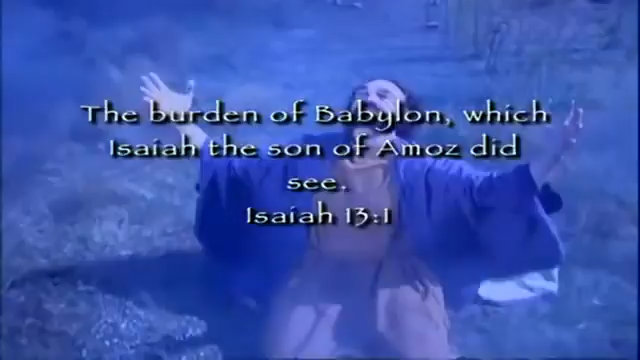 The burden of Babylon, which
Isaiah the son of Amoz did
see.
Isaiah 13:1